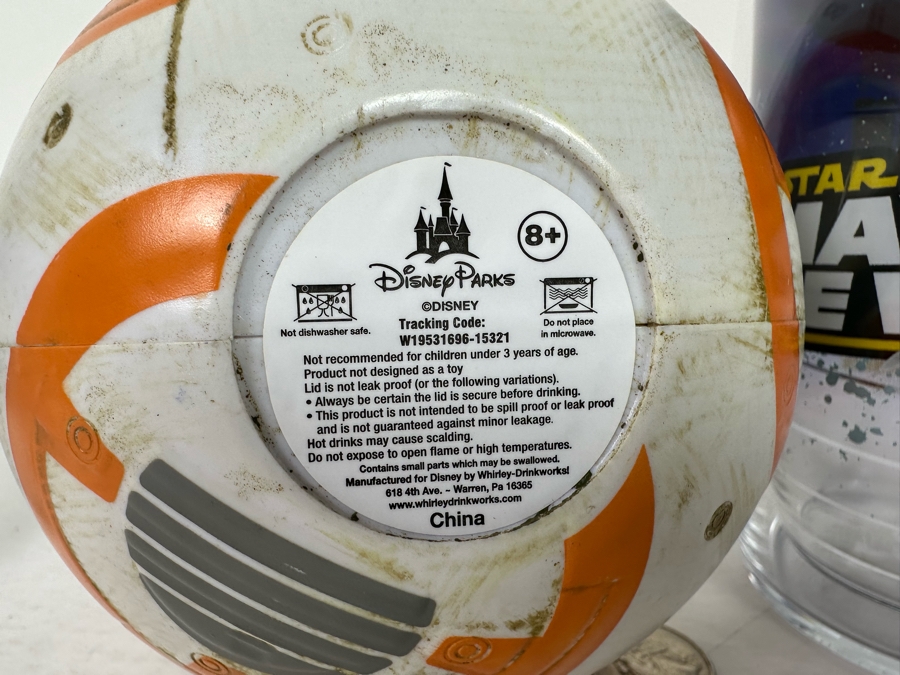 8+
Disney Parks
©DISNEY
Not dishwasher safe.
Do not place
in microwave.
Tracking Code:
W19531696-15321
Not recommended for children under 3 years of age.
Product not designed as a toy
Lid is not leak proof (or the following variations).
• Always be certain the lid is secure before drinking.
• This product is not intended to be spill proof or leak proof
and is not guaranteed against minor leakage.
Hot drinks may cause scalding.
Do not expose to open flame or high temperatures.
Contains small parts which may be swallowed.
Manufactured for Disney by Whirley-Drinkworks!
618 4th Ave. ~ Warren, Pa 16365
www.whirleydrinkworks.com
China
STAR